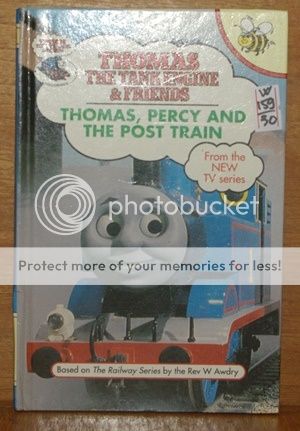 THOMAS
THE TANK ENGINE
& FRIENDS
THOMAS, PERCY AND
THE POST TRAIN
From the
NEW
TV series
photobucket
Protect more of your memories for less!
Based on The Railway Series by the Rev W Awdry